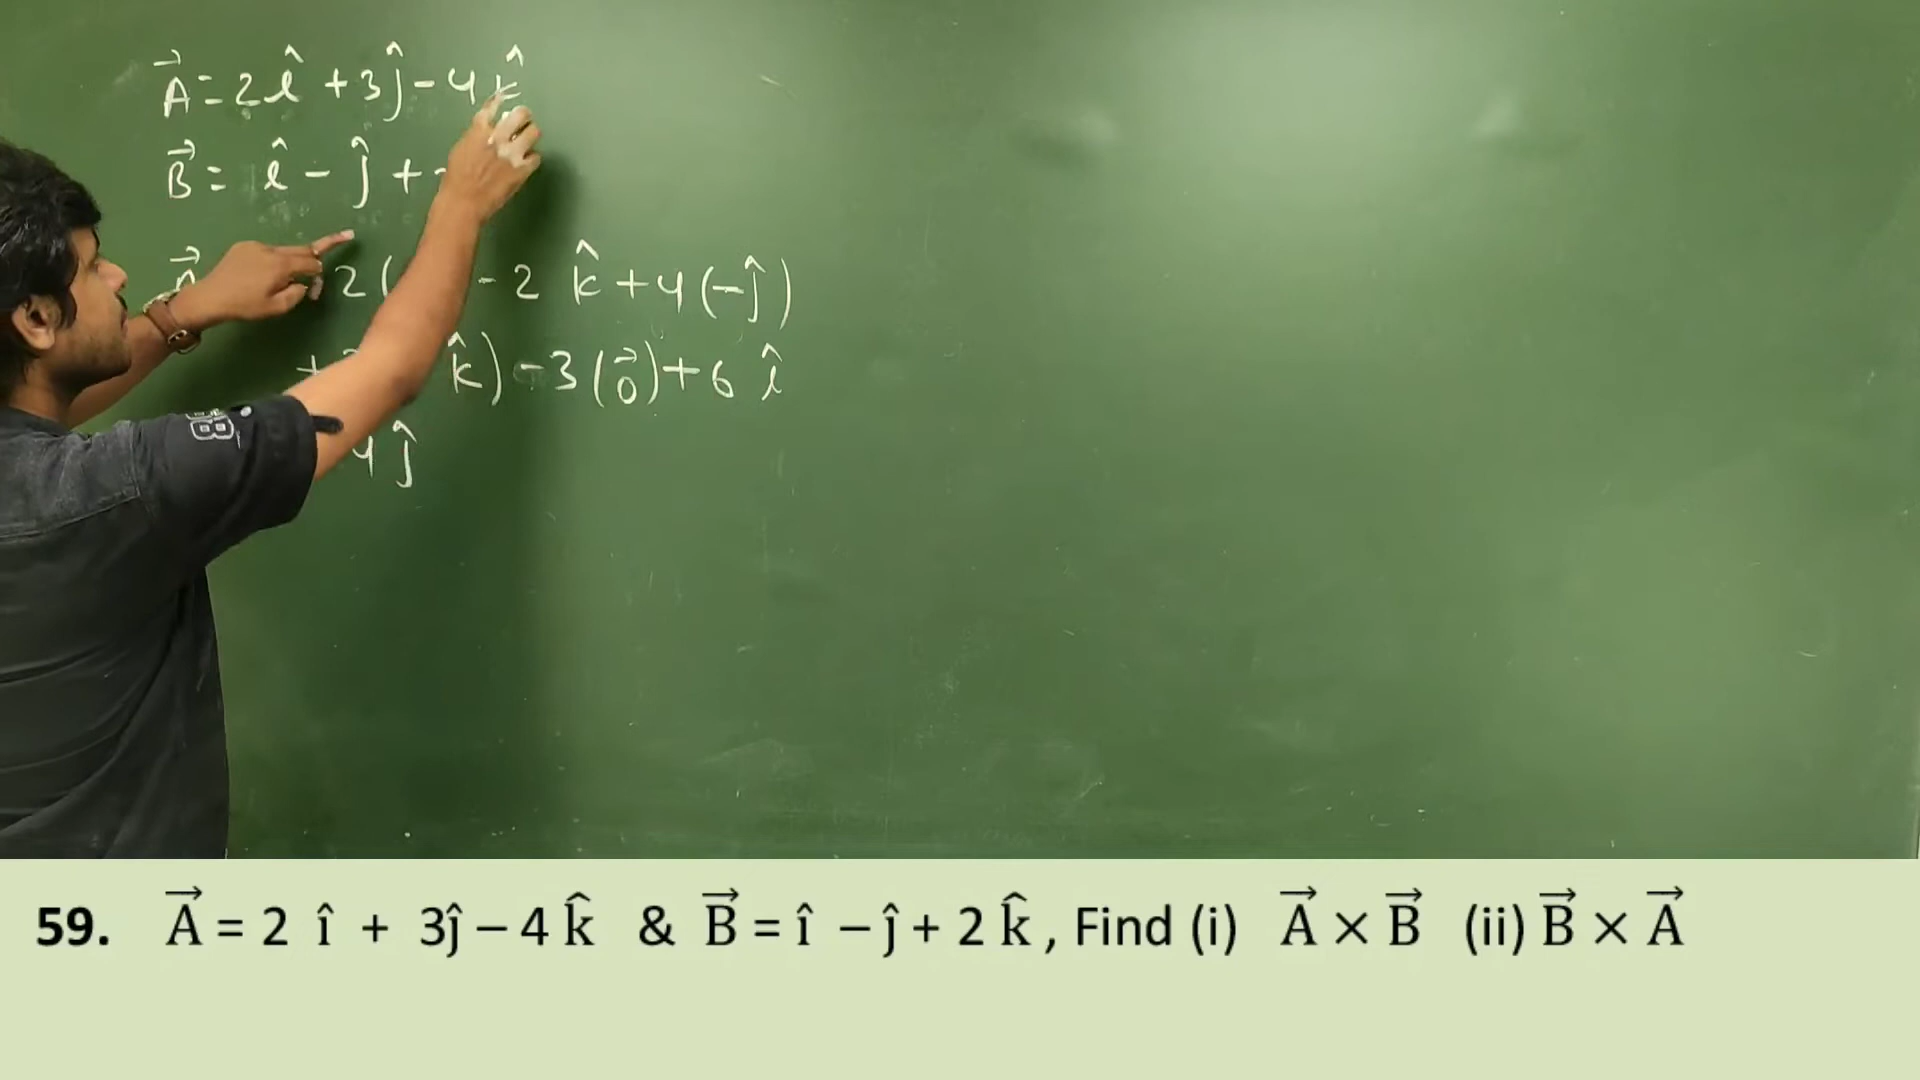 A⃗ = 2î + 3ĵ - 4k̂
B⃗ = î - ĵ +
2( - 2 k̂ + 4(-ĵ)
+ k̂) - 3(0⃗) + 6 î
4ĵ
59. A⃗ = 2 î + 3ĵ – 4 k̂ & B⃗ = î – ĵ + 2 k̂ , Find (i) A⃗ × B⃗ (ii) B⃗ × A⃗